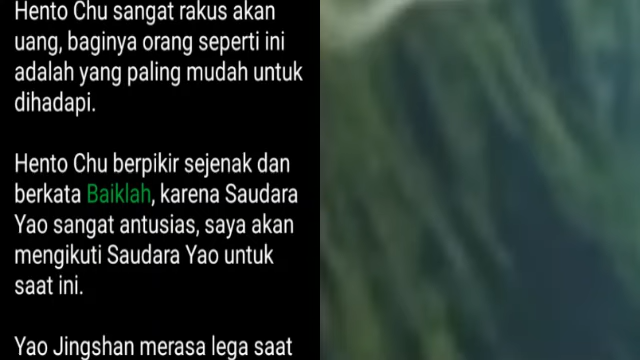 Hento Chu sangat rakus akan
uang, baginya orang seperti ini
adalah yang paling mudah untuk
dihadapi.
Hento Chu berpikir sejenak dan
berkata Baiklah, karena Saudara
Yao sangat antusias, saya akan
mengikuti Saudara Yao untuk
saat ini.
Yao Jingshan merasa lega saat